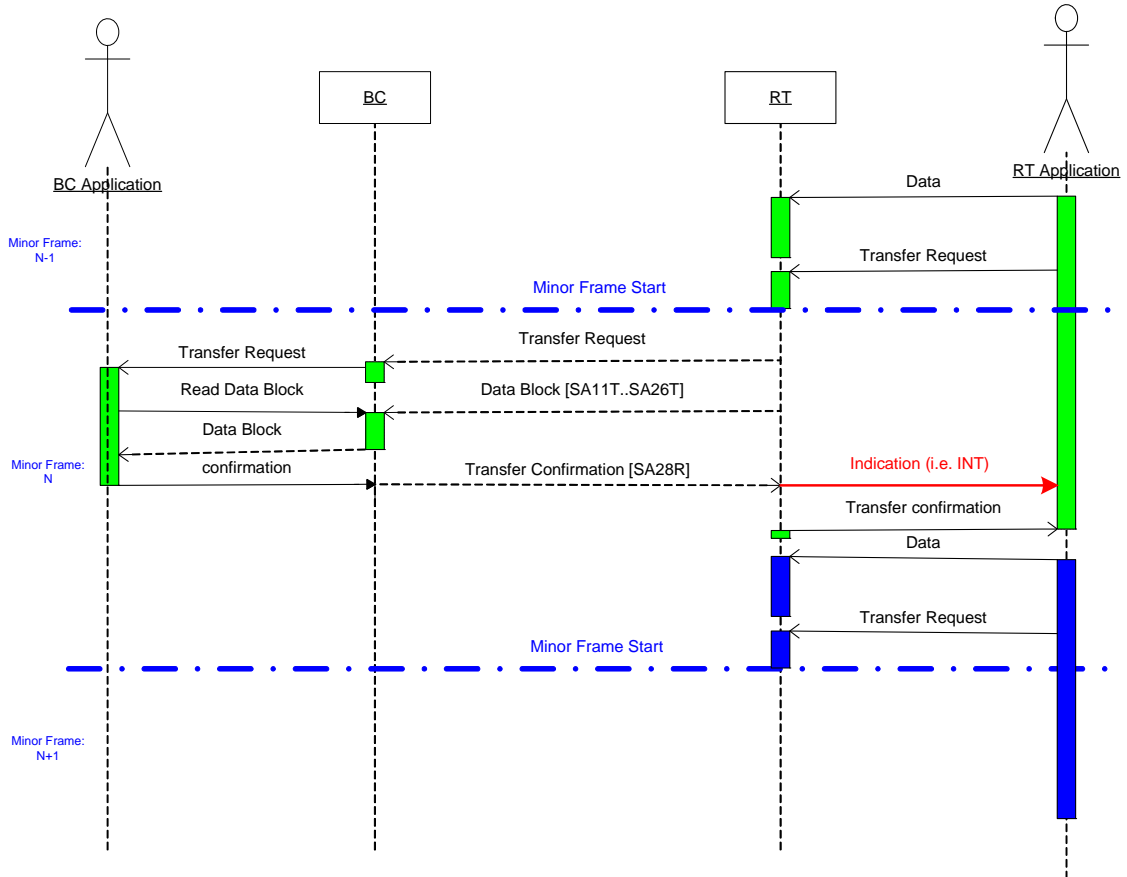 BC
RT
BC Application
RT Application
Data
Minor Frame:
N-1
Transfer Request
Minor Frame Start
Transfer Request
Transfer Request
Read Data Block
Data Block [SA11T..SA26T]
Data Block
Minor Frame:
N
confirmation
Transfer Confirmation [SA28R]
Indication (i.e. INT)
Transfer confirmation
Data
Transfer Request
Minor Frame Start
Minor Frame:
N+1